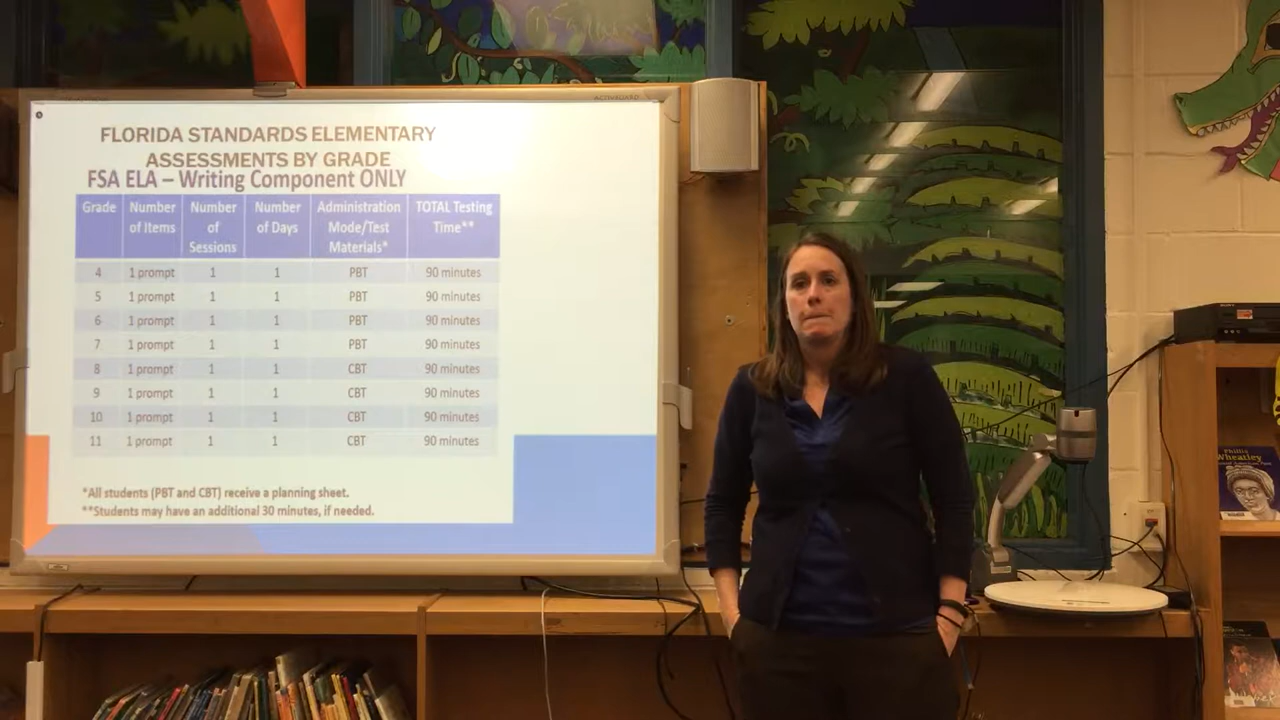 ACTIVBOARD
FLORIDA STANDARDS ELEMENTARY
ASSESSMENTS BY GRADE
FSA ELA – Writing Component ONLY
Grade Number of Items Number of Sessions Number of Days Administration Mode/Test Materials* TOTAL Testing Time**
4 1 prompt 1 1 PBT 90 minutes
5 1 prompt 1 1 PBT 90 minutes
6 1 prompt 1 1 PBT 90 minutes
7 1 prompt 1 1 PBT 90 minutes
8 1 prompt 1 1 CBT 90 minutes
9 1 prompt 1 1 CBT 90 minutes
10 1 prompt 1 1 CBT 90 minutes
11 1 prompt 1 1 CBT 90 minutes
*All students (PBT and CBT) receive a planning sheet.
**Students may have an additional 30 minutes, if needed.
Phillis
Wheatley